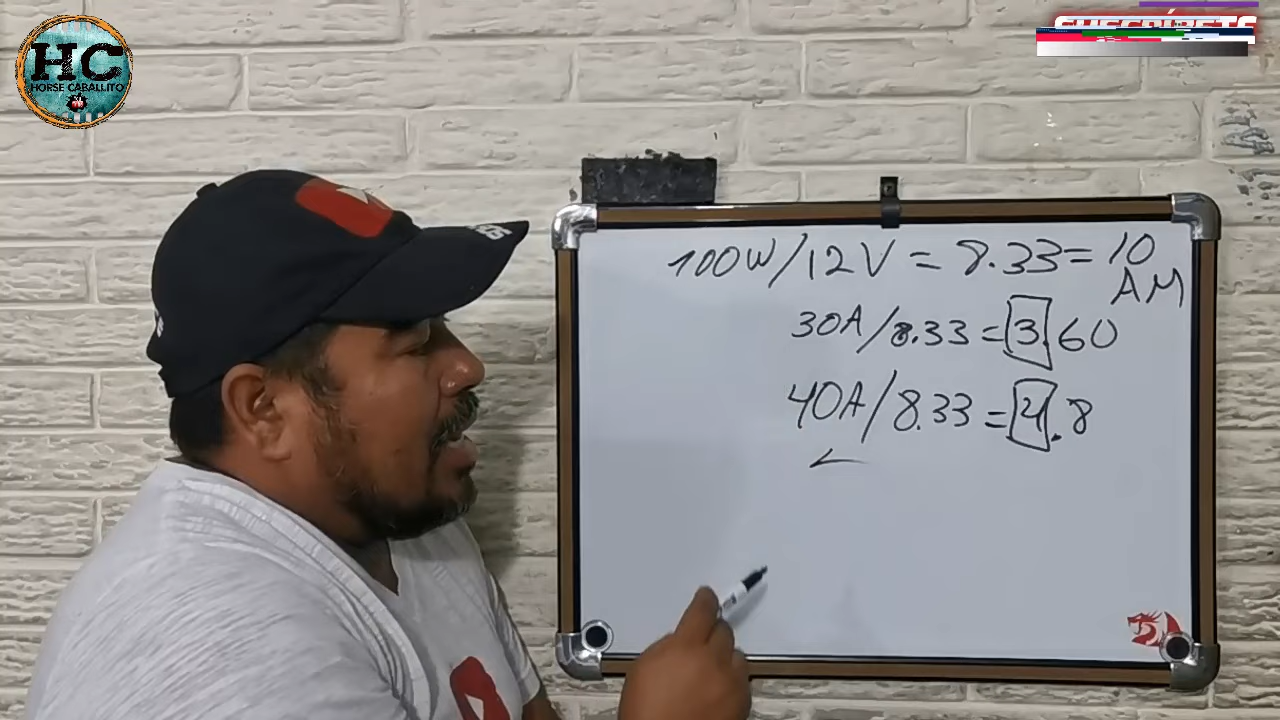 HC
HORSE CABALLITO
SUSCRÍBETE
100W/12V = 8.33 = 10
AM
30A/8.33 = 3.60
40A/8.33 = 4.8